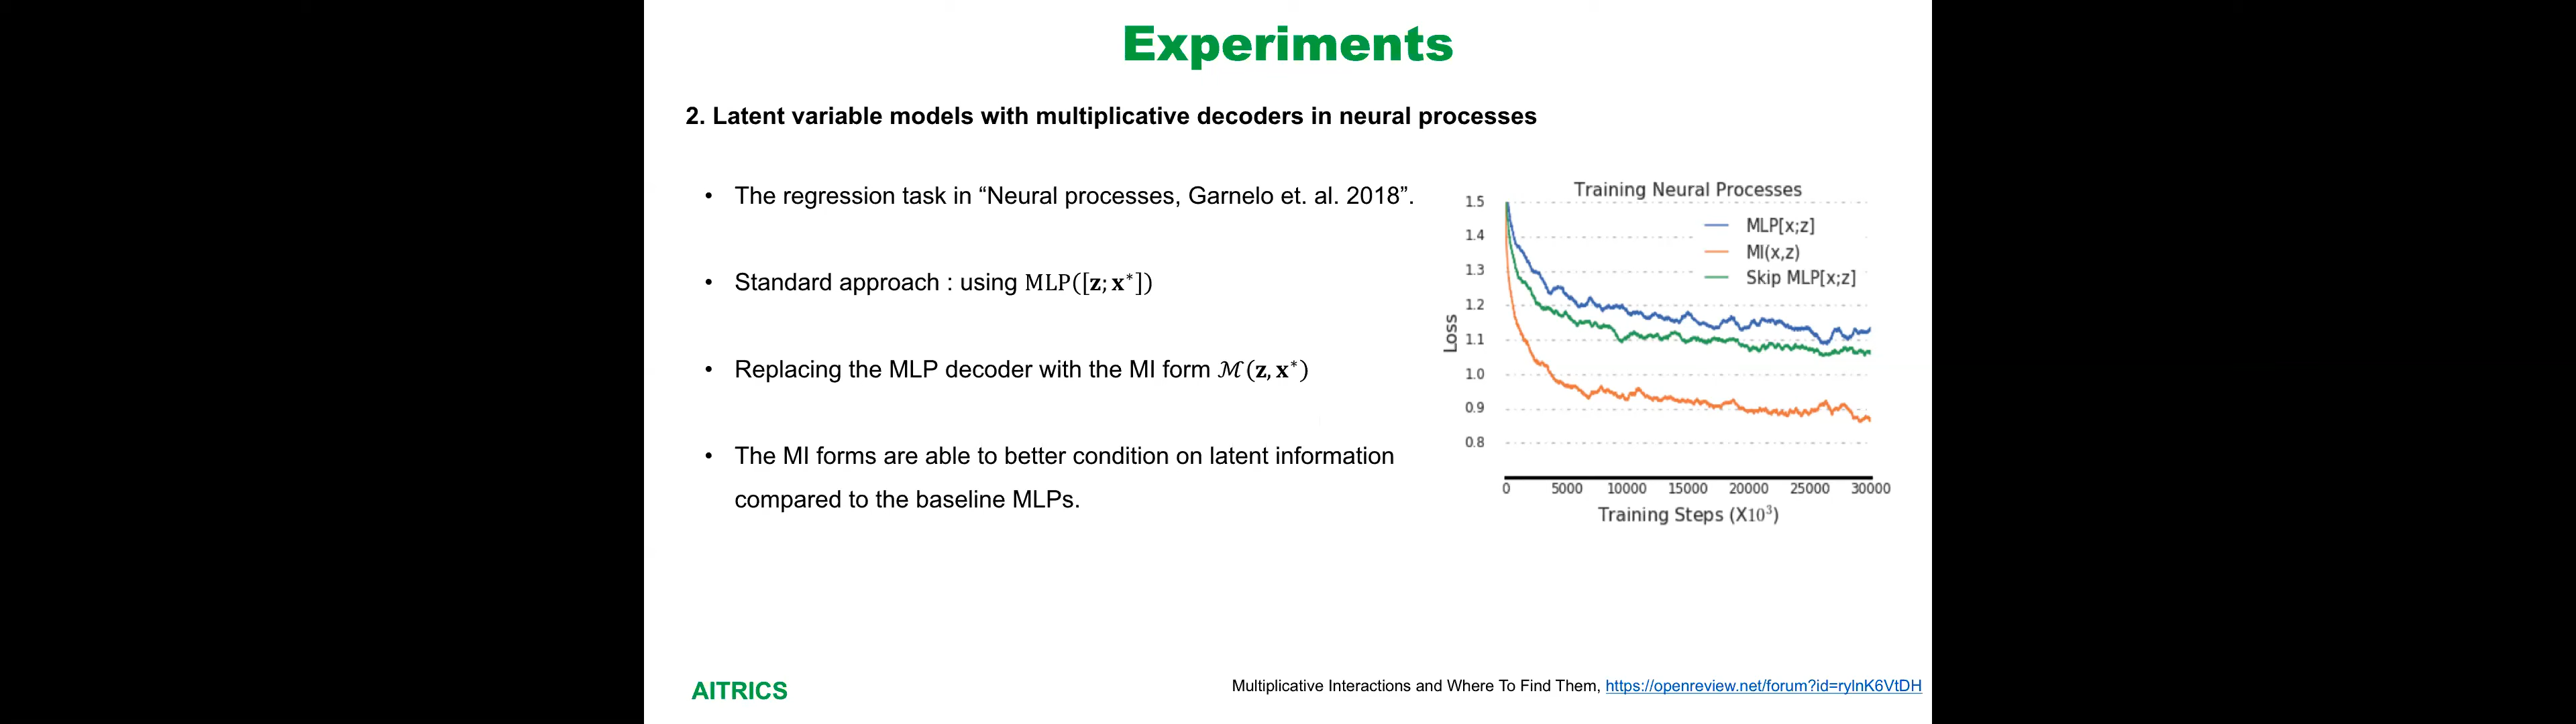 Experiments
2. Latent variable models with multiplicative decoders in neural processes
• The regression task in “Neural processes, Garnelo et. al. 2018”.
• Standard approach : using MLP([z; x*])
• Replacing the MLP decoder with the MI form ℳ(z, x*)
• The MI forms are able to better condition on latent information
compared to the baseline MLPs.
Training Neural Processes
MLP[x;z]
MI(x,z)
Skip MLP[x;z]
Loss
1.5
1.4
1.3
1.2
1.1
1.0
0.9
0.8
0 5000 10000 15000 20000 25000 30000
Training Steps (X10³)
AITRICS
Multiplicative Interactions and Where To Find Them, https://openreview.net/forum?id=rylnK6VtDH